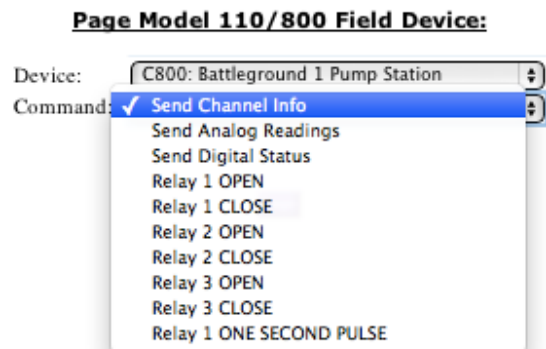 Page Model 110/800 Field Device:
Device: C800: Battleground 1 Pump Station
Command: ✓ Send Channel Info
Send Analog Readings
Send Digital Status
Relay 1 OPEN
Relay 1 CLOSE
Relay 2 OPEN
Relay 2 CLOSE
Relay 3 OPEN
Relay 3 CLOSE
Relay 1 ONE SECOND PULSE